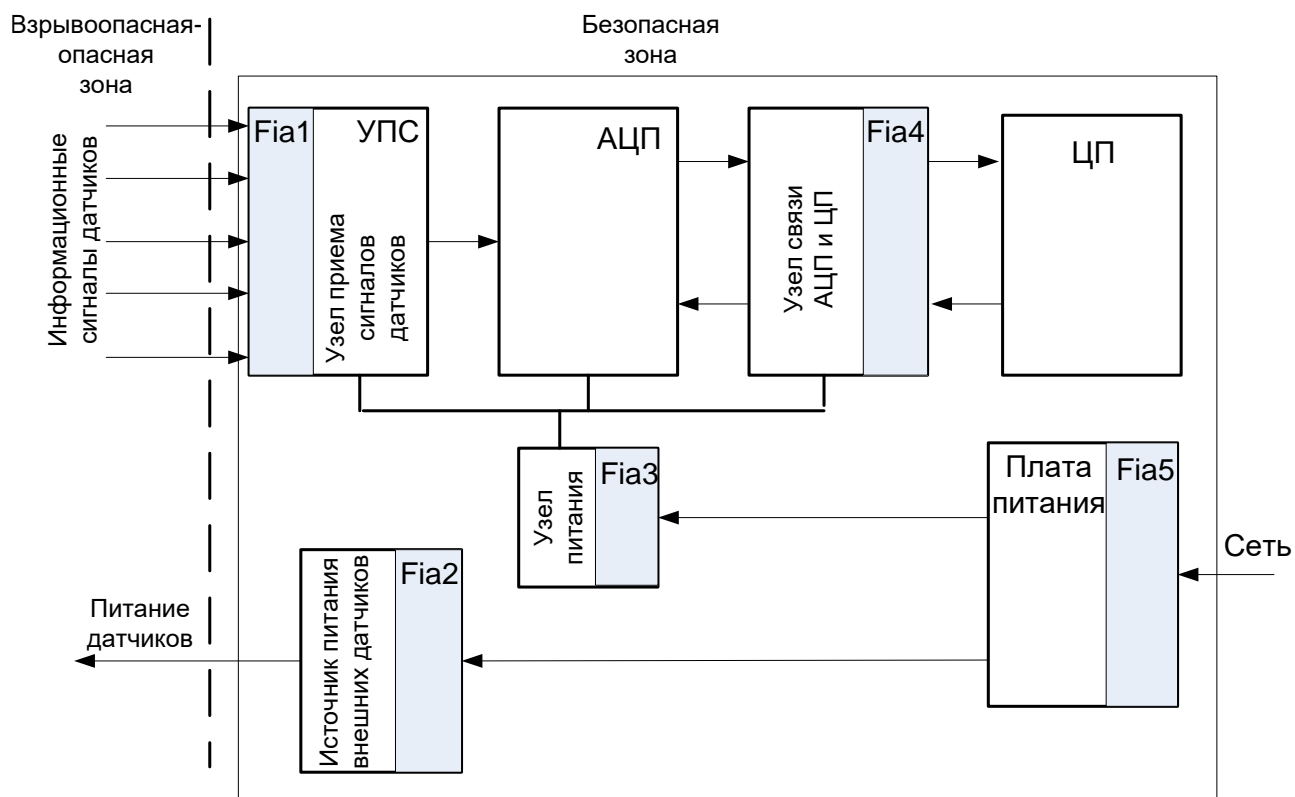 Взрывоопасная-
опасная
зона
Безопасная
зона
Информационные
сигналы датчиков
Fia1
УПС
Узел приема
сигналов
датчиков
АЦП
Fia4
Узел связи
АЦП и ЦП
ЦП
Узел
питания
Fia3
Плата
питания
Fia5
Сеть
Источник питания
внешних датчиков
Fia2
Питание
датчиков